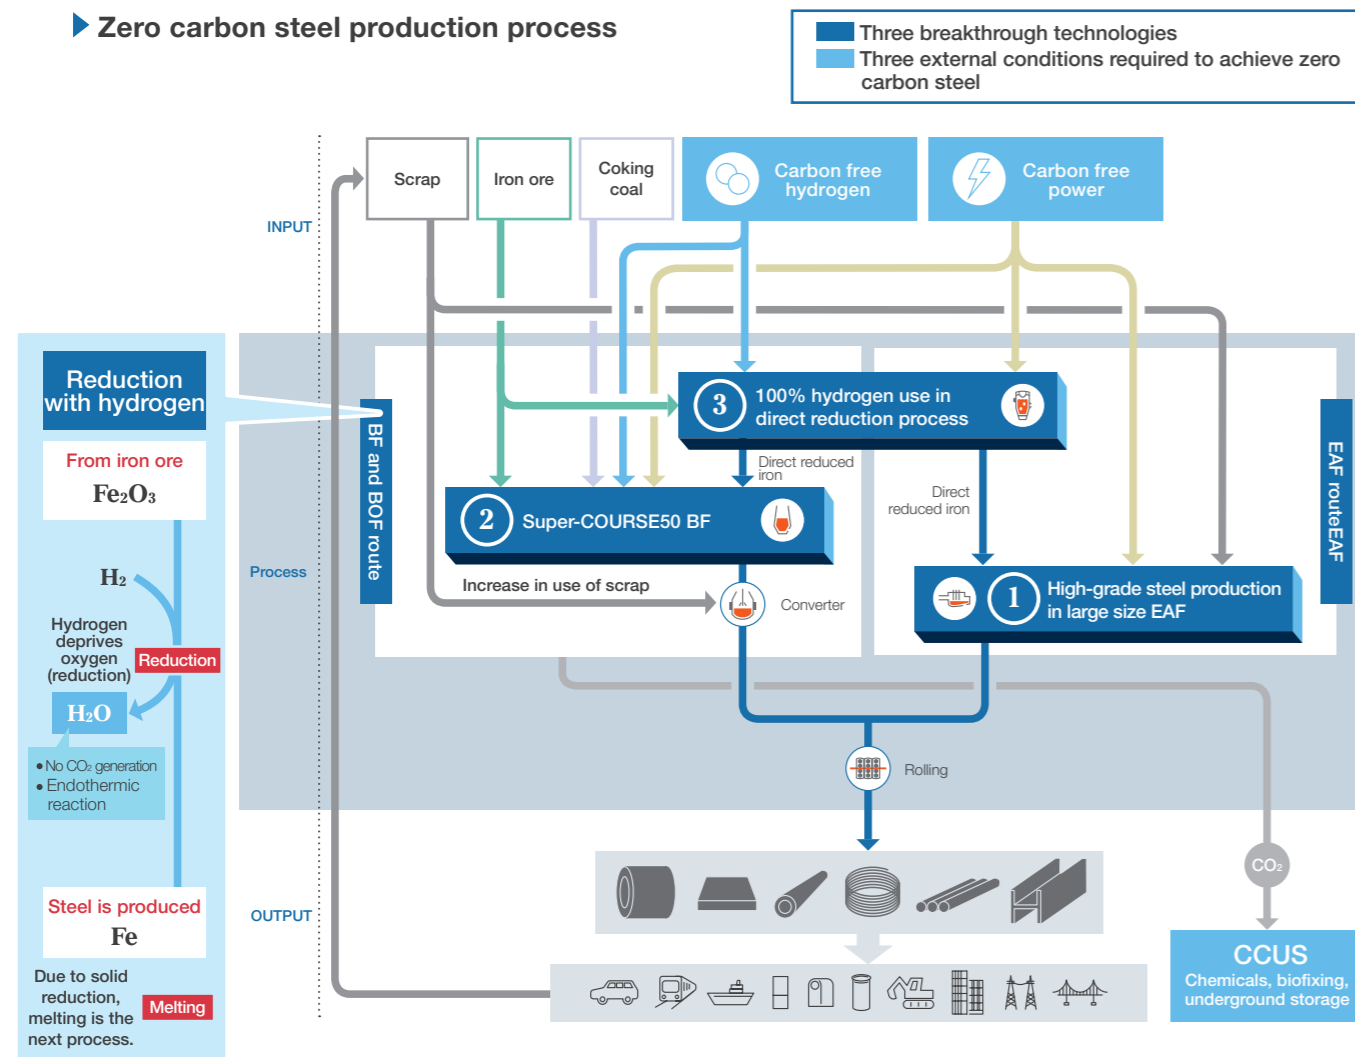 Zero carbon steel production process
Three breakthrough technologies
Three external conditions required to achieve zero
carbon steel
INPUT
Scrap
Iron ore
Coking
coal
Carbon free
hydrogen
Carbon free
power
Reduction
with hydrogen
From iron ore
Fe₂O₃
H₂
Hydrogen
deprives
oxygen
(reduction)
Reduction
H₂O
• No CO₂ generation
• Endothermic
reaction
Steel is produced
Fe
Due to solid
reduction,
melting is the
next process.
Melting
Process
BF and BOF route
3
100% hydrogen use in
direct reduction process
Direct reduced
iron
Direct
reduced iron
2
Super-COURSE50 BF
EAF routeEAF
Increase in use of scrap
Converter
1
High-grade steel production
in large size EAF
Rolling
OUTPUT
CO₂
CCUS
Chemicals, biofixing,
underground storage